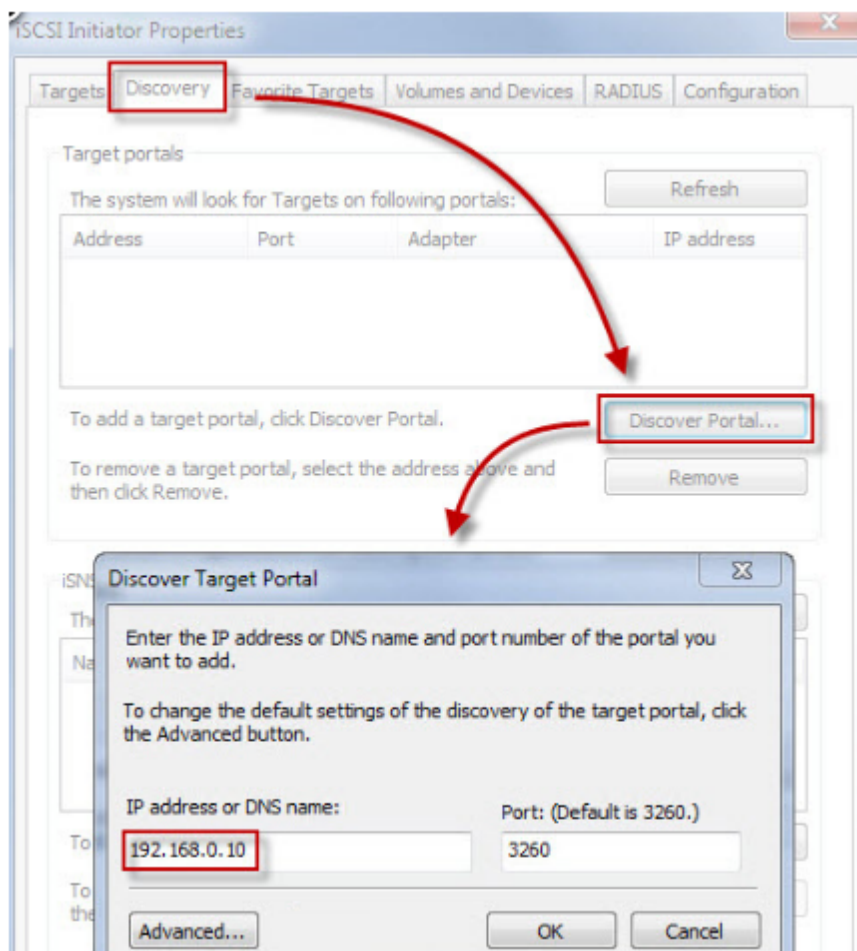 iSCSI Initiator Properties
Targets Discovery Favorite Targets Volumes and Devices RADIUS Configuration
Target portals
The system will look for Targets on following portals:
Refresh
Address Port Adapter IP address
To add a target portal, click Discover Portal.
Discover Portal...
To remove a target portal, select the address above and
then click Remove.
Remove
Discover Target Portal
Enter the IP address or DNS name and port number of the portal you
want to add.
To change the default settings of the discovery of the target portal, click
the Advanced button.
IP address or DNS name:
Port: (Default is 3260.)
192.168.0.10
3260
To
To
the
Advanced...
OK
Cancel